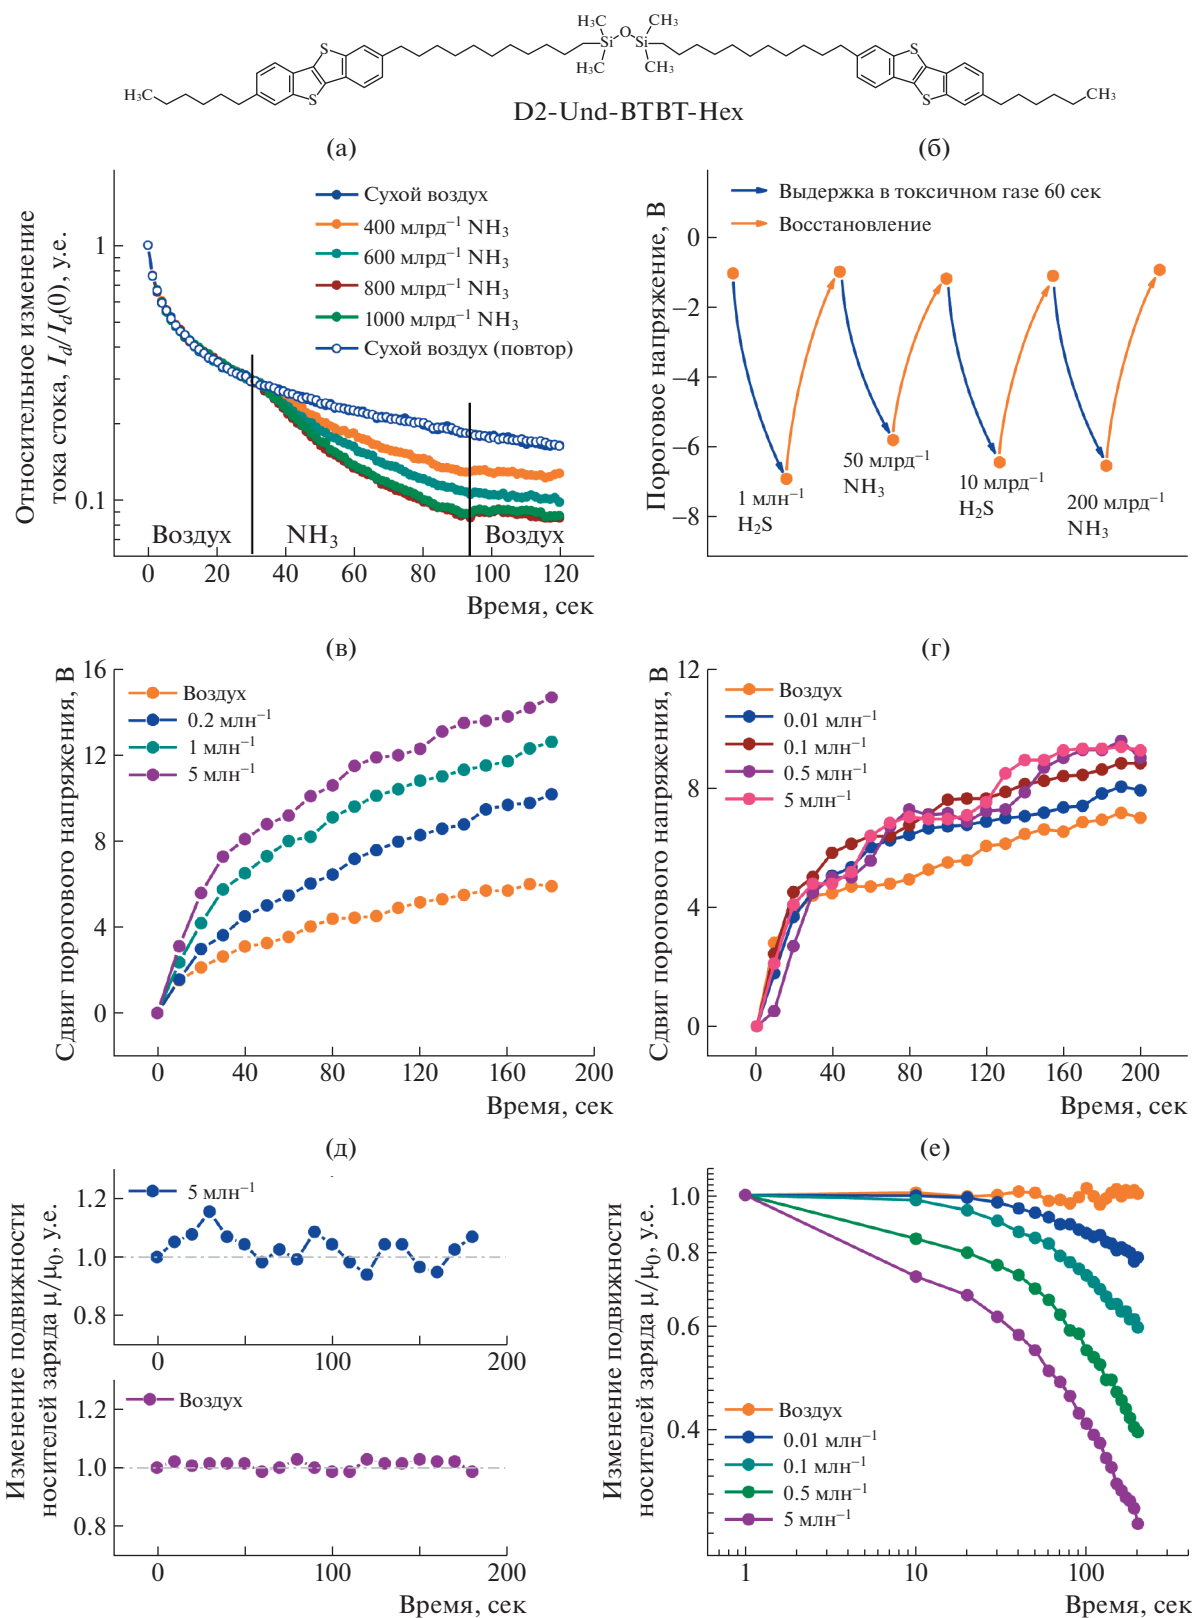 H₃C
CH₃
H₃C
CH₃
Si
O
Si
CH₃
CH₃
S
S
S
S
H₃C
CH₃
D2-Und-BTBT-Hex
(а)
Относительное изменение
тока стока, I_d/I_d(0), у.е.
1
0.1
Сухой воздух
400 млрд⁻¹ NH₃
600 млрд⁻¹ NH₃
800 млрд⁻¹ NH₃
1000 млрд⁻¹ NH₃
Сухой воздух (повтор)
Воздух
NH₃
Воздух
0 20 40 60 80 100 120
Время, сек
(б)
Пороговое напряжение, В
0
−2
−4
−6
−8
Выдержка в токсичном газе 60 сек
Восстановление
1 млн⁻¹
H₂S
50 млрд⁻¹
NH₃
10 млрд⁻¹
H₂S
200 млрд⁻¹
NH₃
(в)
Сдвиг порогового напряжения, В
16
12
8
4
0
Воздух
0.2 млн⁻¹
1 млн⁻¹
5 млн⁻¹
0 40 80 120 160 200
Время, сек
(г)
Сдвиг порогового напряжения, В
12
8
4
0
Воздух
0.01 млн⁻¹
0.1 млн⁻¹
0.5 млн⁻¹
5 млн⁻¹
0 40 80 120 160 200
Время, сек
(д)
Изменение подвижности
носителей заряда μ/μ₀, у.е.
1.2
1.0
0.8
5 млн⁻¹
0 100 200
1.2
1.0
0.8
Воздух
0 100 200
Время, сек
(е)
Изменение подвижности
носителей заряда μ/μ₀, у.е.
1.0
0.8
0.6
0.4
Воздух
0.01 млн⁻¹
0.1 млн⁻¹
0.5 млн⁻¹
5 млн⁻¹
1 10 100
Время, сек